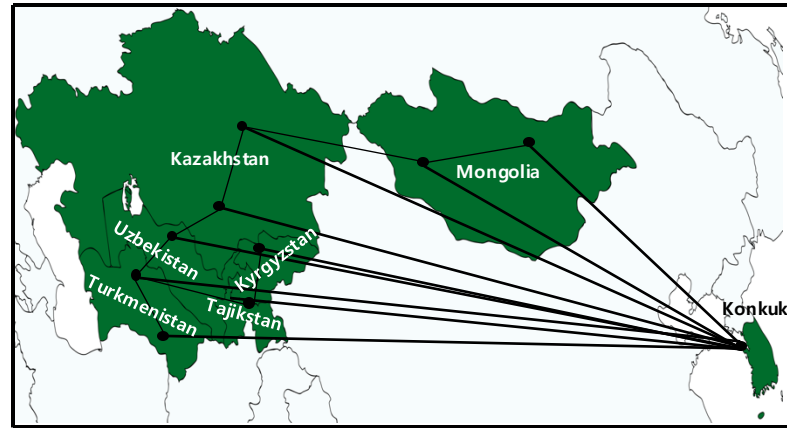 Kazakhstan
Mongolia
Uzbekistan
Kyrgyzstan
Turkmenistan
Tajikstan
Konkuk